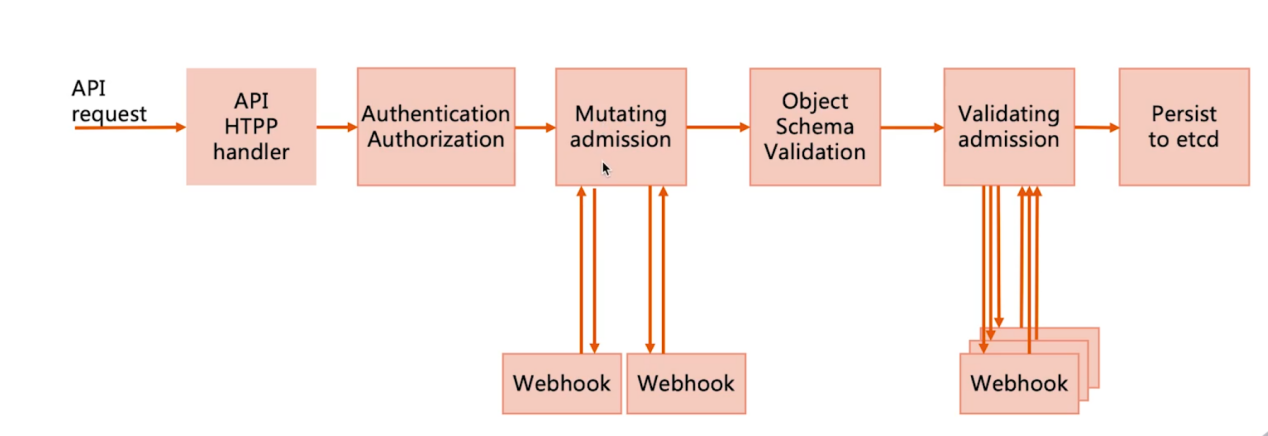 API
request
API
HTPP
handler
Authentication
Authorization
Mutating
admission
Object
Schema
Validation
Validating
admission
Persist
to etcd
Webhook
Webhook
Webhook